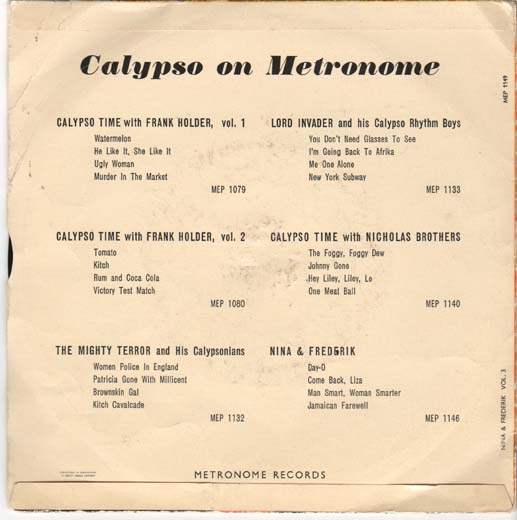 Calypso on Metronome
MEP 1149
CALYPSO TIME with FRANK HOLDER, vol. 1
Watermelon
He Like It, She Like It
Ugly Woman
Murder In The Market
MEP 1079
LORD INVADER and his Calypso Rhythm Boys
You Don't Need Glasses To See
I'm Going Back To Afrika
Me One Alone
New York Subway
MEP 1133
CALYPSO TIME with FRANK HOLDER, vol. 2
Tomato
Kitch
Rum and Coca Cola
Victory Test Match
MEP 1080
CALYPSO TIME with NICHOLAS BROTHERS
The Foggy, Foggy Dew
Johnny Gone
Hey Liley, Liley, Lo
One Meat Ball
MEP 1140
THE MIGHTY TERROR and His Calypsonians
Women Police In England
Patricia Gone With Millicent
Brownskin Gal
Kitch Cavalcade
MEP 1132
NINA & FREDERIK
Day-O
Come Back, Liza
Man Smart, Woman Smarter
Jamaican Farewell
MEP 1146
NINA & FREDERIK VOL. 3
METRONOME RECORDS